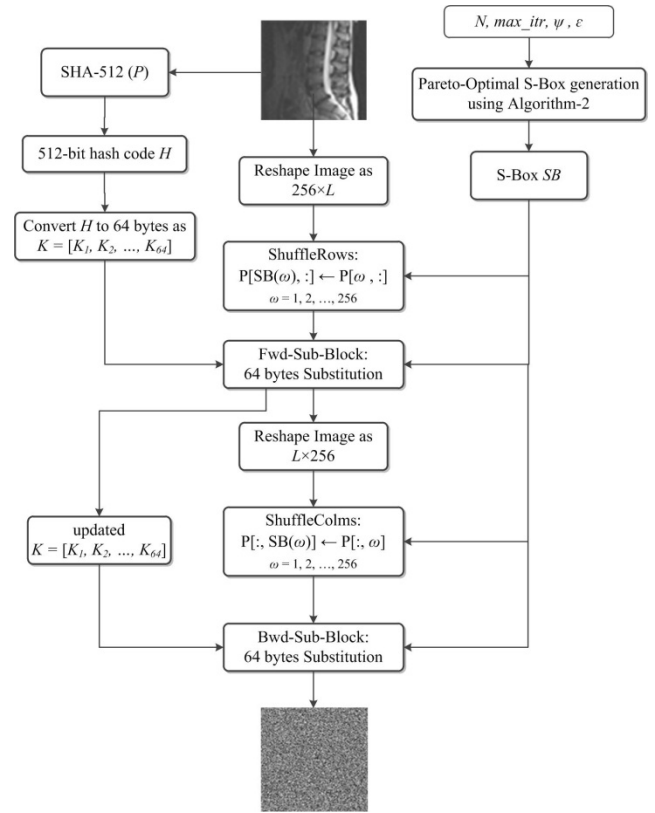 N, max_itr, ψ , ε
SHA-512 (P)
Pareto-Optimal S-Box generation
using Algorithm-2
512-bit hash code H
Reshape Image as
256×L
S-Box SB
Convert H to 64 bytes as
K = [K1, K2, ..., K64]
ShuffleRows:
P[SB(ω), :] ← P[ω , :]
ω = 1, 2, …, 256
Fwd-Sub-Block:
64 bytes Substitution
Reshape Image as
L×256
updated
K = [K1, K2, ..., K64]
ShuffleColms:
P[:, SB(ω)] ← P[:, ω]
ω = 1, 2, …, 256
Bwd-Sub-Block:
64 bytes Substitution